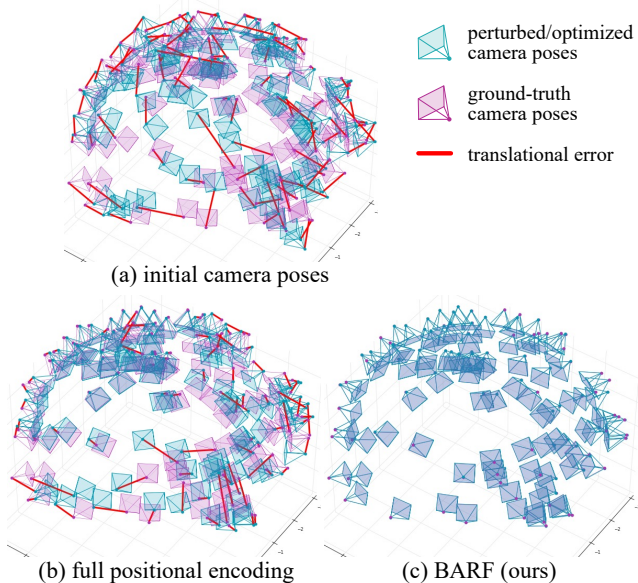 perturbed/optimized
camera poses
ground-truth
camera poses
translational error
(a) initial camera poses
(b) full positional encoding
(c) BARF (ours)